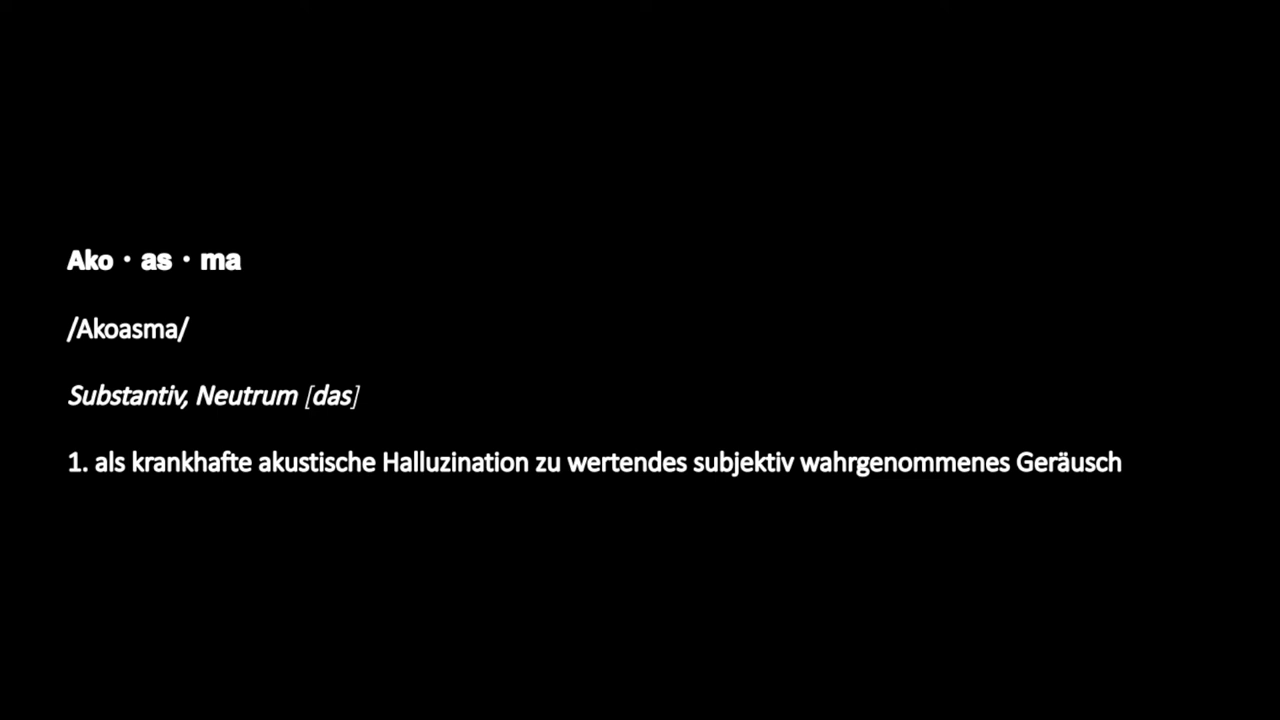 Ako · as · ma
/Akoasma/
Substantiv, Neutrum [das]
1. als krankhafte akustische Halluzination zu wertendes subjektiv wahrgenommenes Geräusch